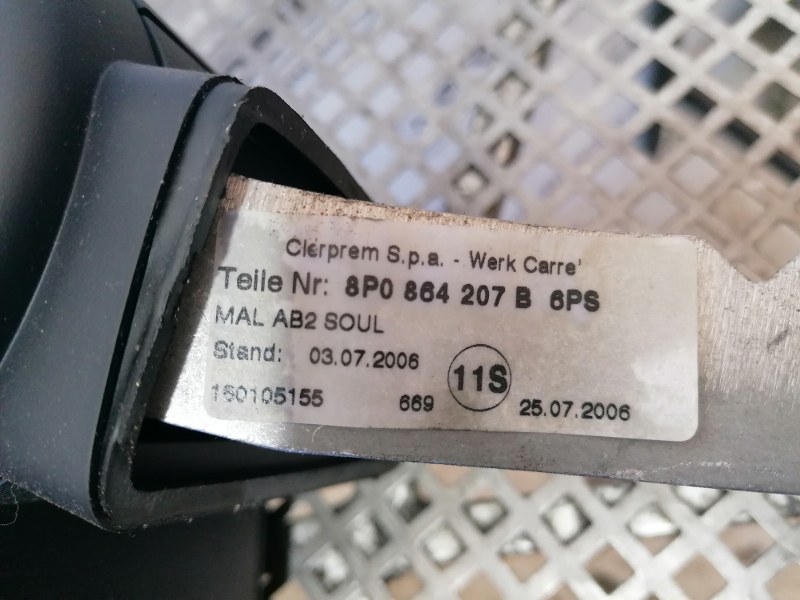 Clerprem S.p.a. - Werk Carre'
Teile Nr: 8P0 864 207 B 6PS
MAL AB2 SOUL
Stand: 03.07.2006
11S
160105155 669 25.07.2006